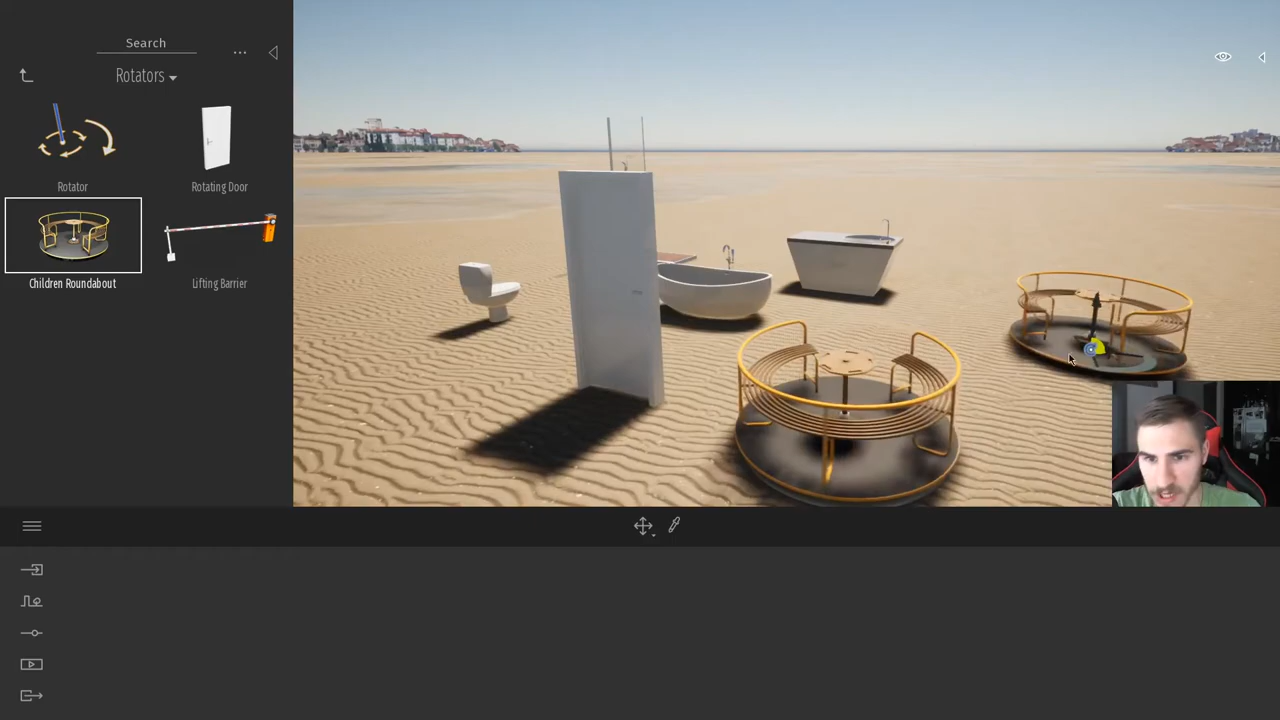 Search
Rotators
Rotator
Rotating Door
Children Roundabout
Lifting Barrier